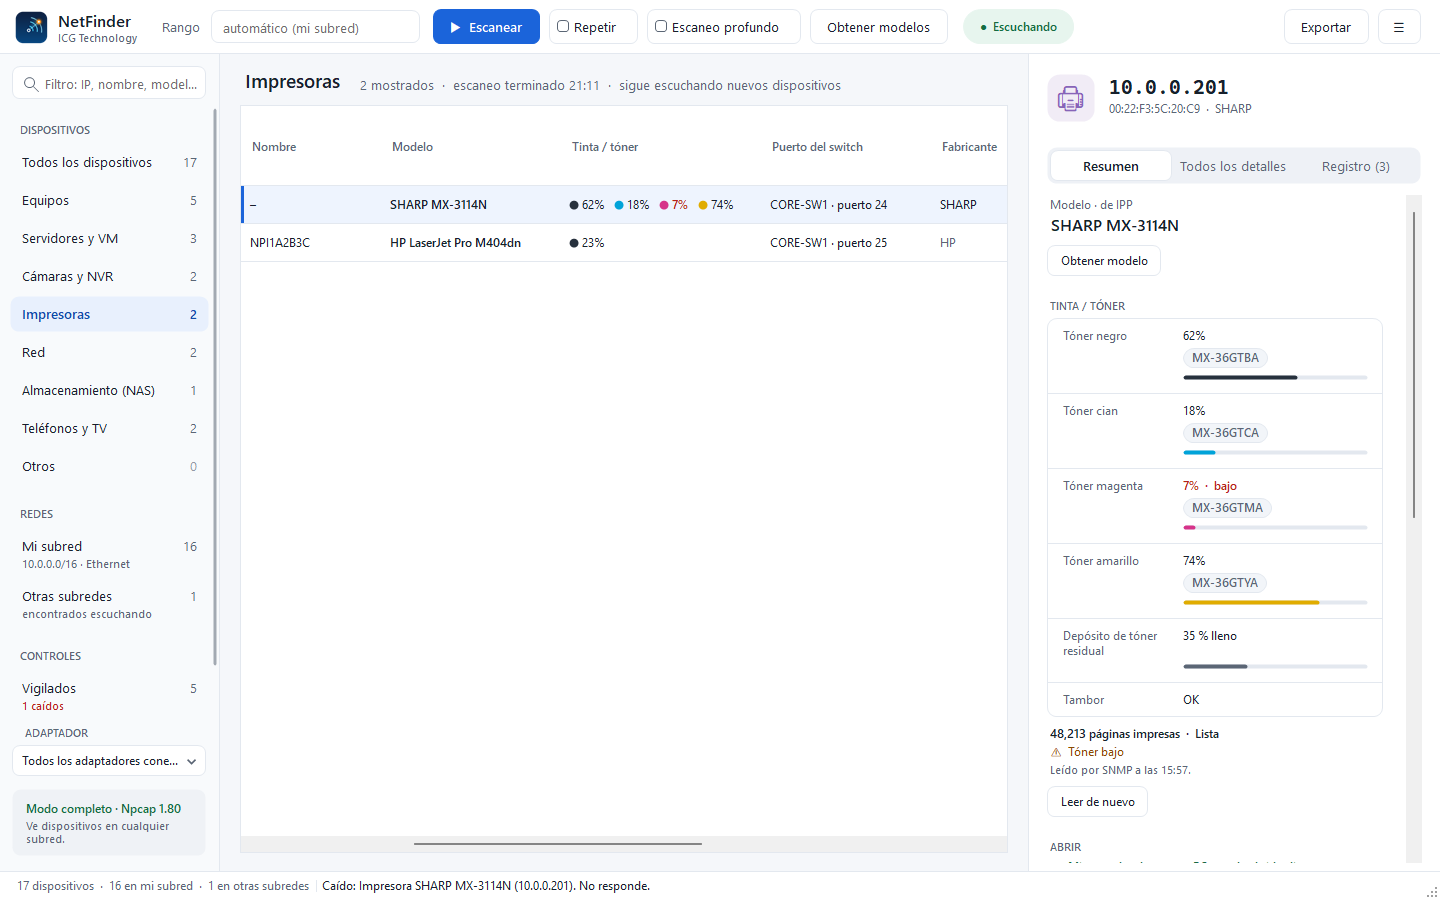 NetFinder
ICG Technology
Rango
automático (mi subred)
Escanear
Repetir
Escaneo profundo
Obtener modelos
Escuchando
Exportar
Filtro: IP, nombre, model...
DISPOSITIVOS
Todos los dispositivos 17
Equipos 5
Servidores y VM 3
Cámaras y NVR 2
Impresoras 2
Red 2
Almacenamiento (NAS) 1
Teléfonos y TV 2
Otros 0
REDES
Mi subred 16
10.0.0.0/16 · Ethernet
Otras subredes 1
encontrados escuchando
CONTROLES
Vigilados 5
1 caídos
ADAPTADOR
Todos los adaptadores cone...
Modo completo · Npcap 1.80
Ve dispositivos en cualquier
subred.
Impresoras
2 mostrados · escaneo terminado 21:11 · sigue escuchando nuevos dispositivos
Nombre Modelo Tinta / tóner Puerto del switch Fabricante
– SHARP MX-3114N 62% 18% 7% 74% CORE-SW1 · puerto 24 SHARP
NPI1A2B3C HP LaserJet Pro M404dn 23% CORE-SW1 · puerto 25 HP
10.0.0.201
00:22:F3:5C:20:C9 · SHARP
Resumen
Todos los detalles
Registro (3)
Modelo · de IPP
SHARP MX-3114N
Obtener modelo
TINTA / TÓNER
Tóner negro 62%
MX-36GTBA
Tóner cian 18%
MX-36GTCA
Tóner magenta 7% · bajo
MX-36GTMA
Tóner amarillo 74%
MX-36GTYA
Depósito de tóner 35 % lleno
residual
Tambor OK
48,213 páginas impresas · Lista
⚠ Tóner bajo
Leído por SNMP a las 15:57.
Leer de nuevo
ABRIR
17 dispositivos · 16 en mi subred · 1 en otras subredes
Caído: Impresora SHARP MX-3114N (10.0.0.201). No responde.